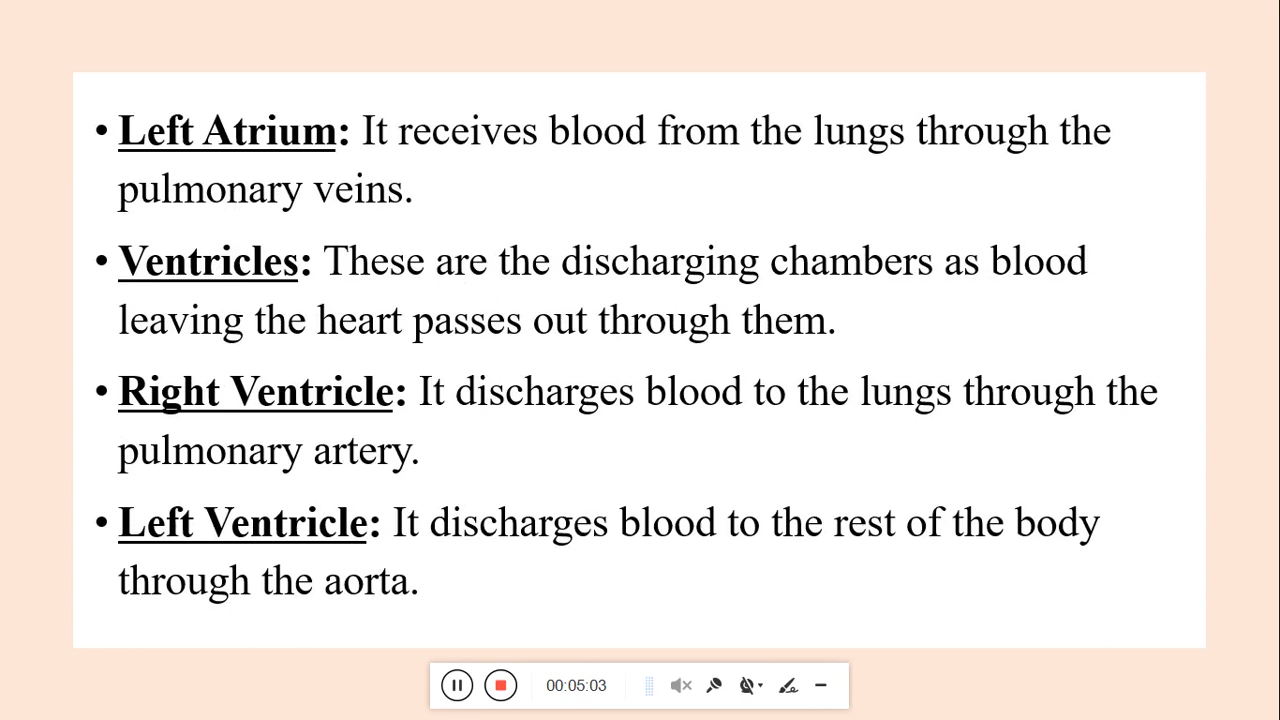 • Left Atrium: It receives blood from the lungs through the
pulmonary veins.
• Ventricles: These are the discharging chambers as blood
leaving the heart passes out through them.
• Right Ventricle: It discharges blood to the lungs through the
pulmonary artery.
• Left Ventricle: It discharges blood to the rest of the body
through the aorta.
00:05:03